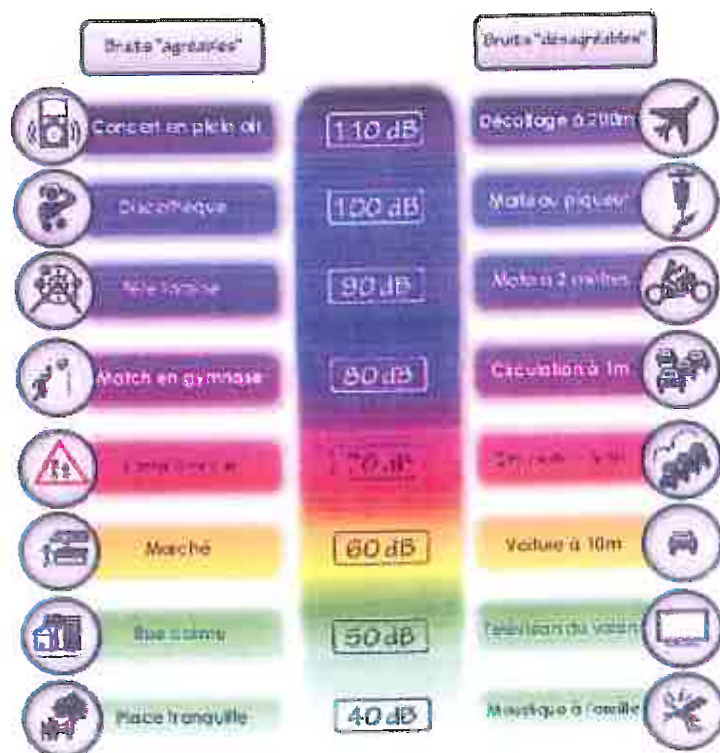 Bruits "agréables"
Bruits "désagréables"
Concert en plein air
110 dB
Décollage à 200m
Discothèque
100 dB
Marteau piqueur
90 dB
Moto à 2 mètres
Match en gymnase
80 dB
Circulation à 1m
70 dB
Marché
60 dB
Voiture à 10m
Rue calme
50 dB
Télévision du voisin
Place tranquille
40 dB
Moustique à l'oreille